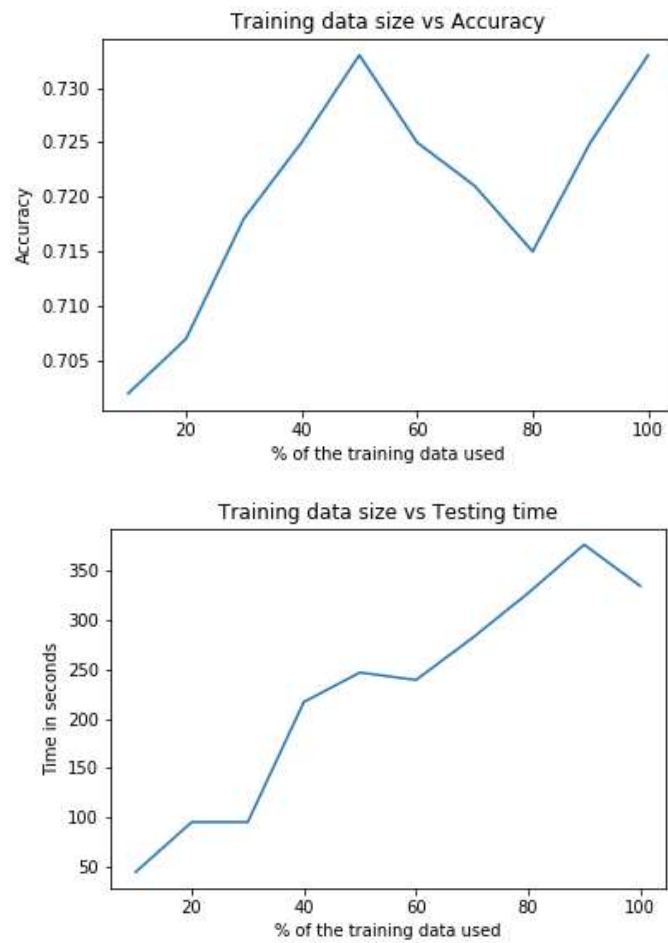 Training data size vs Accuracy
0.730
0.725
0.720
0.715
0.710
0.705
Accuracy
20 40 60 80 100
% of the training data used
Training data size vs Testing time
350
300
250
200
150
100
50
Time in seconds
20 40 60 80 100
% of the training data used